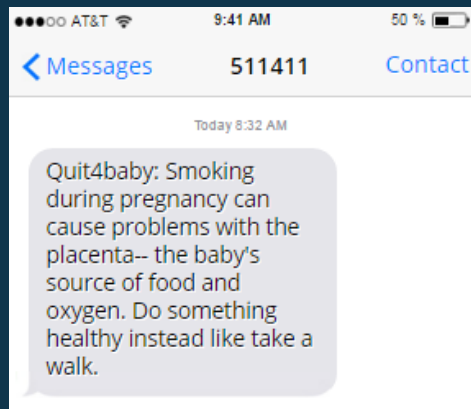 AT&T 9:41 AM 50 %
Messages 511411 Contact
Today 8:32 AM
Quit4baby: Smoking
during pregnancy can
cause problems with the
placenta-- the baby's
source of food and
oxygen. Do something
healthy instead like take a
walk.